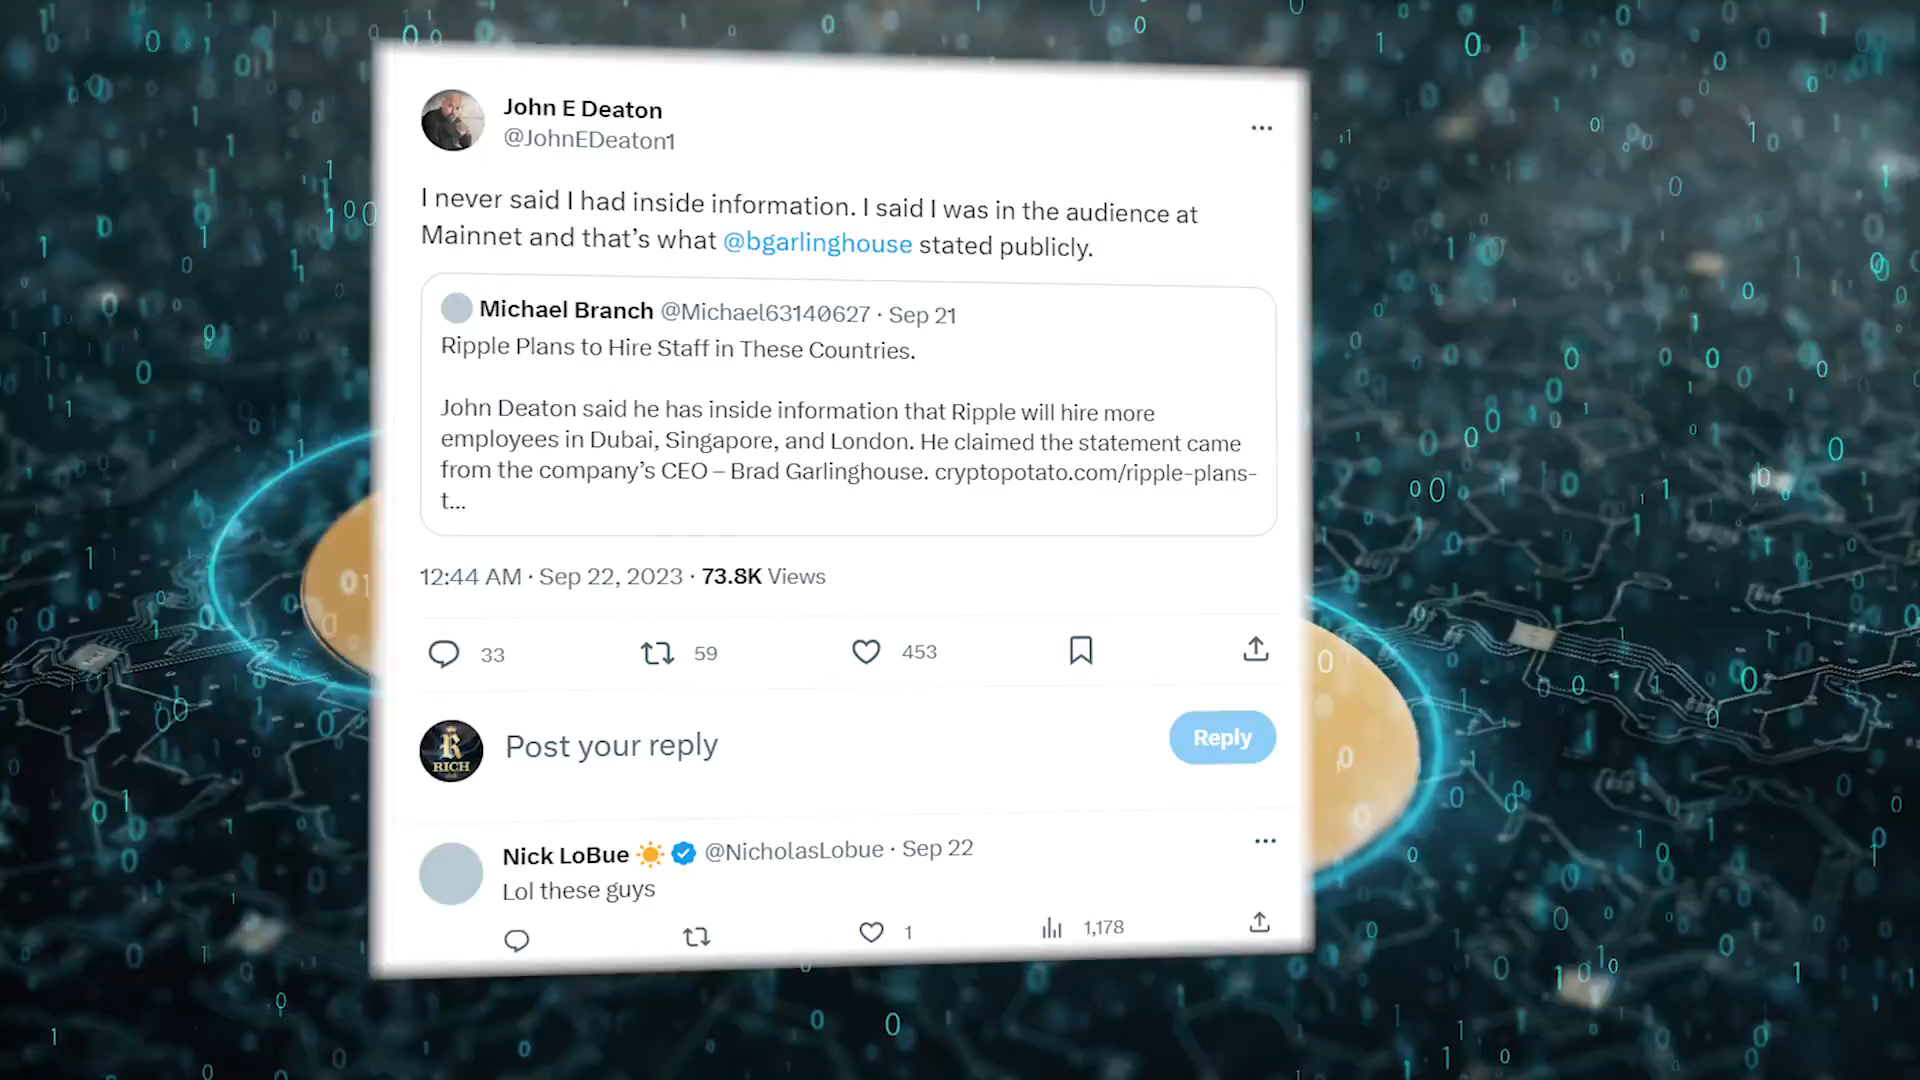 John E Deaton
@JohnEDeaton1
I never said I had inside information. I said I was in the audience at
Mainnet and that’s what @bgarlinghouse stated publicly.
Michael Branch @Michael63140627 · Sep 21
Ripple Plans to Hire Staff in These Countries.
John Deaton said he has inside information that Ripple will hire more
employees in Dubai, Singapore, and London. He claimed the statement came
from the company’s CEO – Brad Garlinghouse. cryptopotato.com/ripple-plans-
t...
12:44 AM · Sep 22, 2023 · 73.8K Views
33 59 453
R
RICH
Post your reply
Reply
Nick LoBue @NicholasLobue · Sep 22
Lol these guys
1 1,178